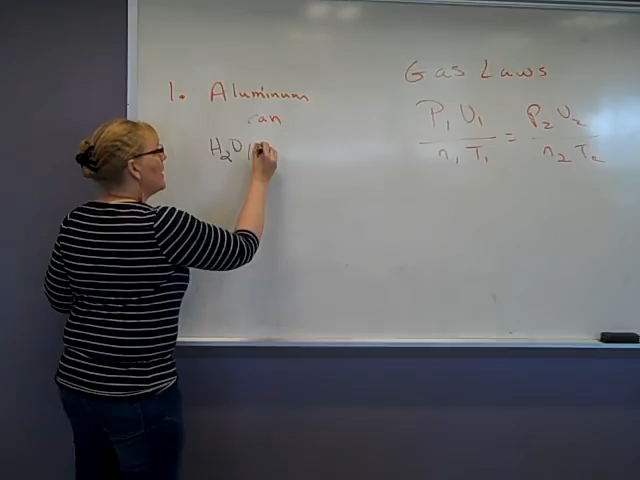 Gas Laws
1. Aluminum
can
H₂O (
P₁ V₁ / n₁ T₁ = P₂ V₂ / n₂ T₂